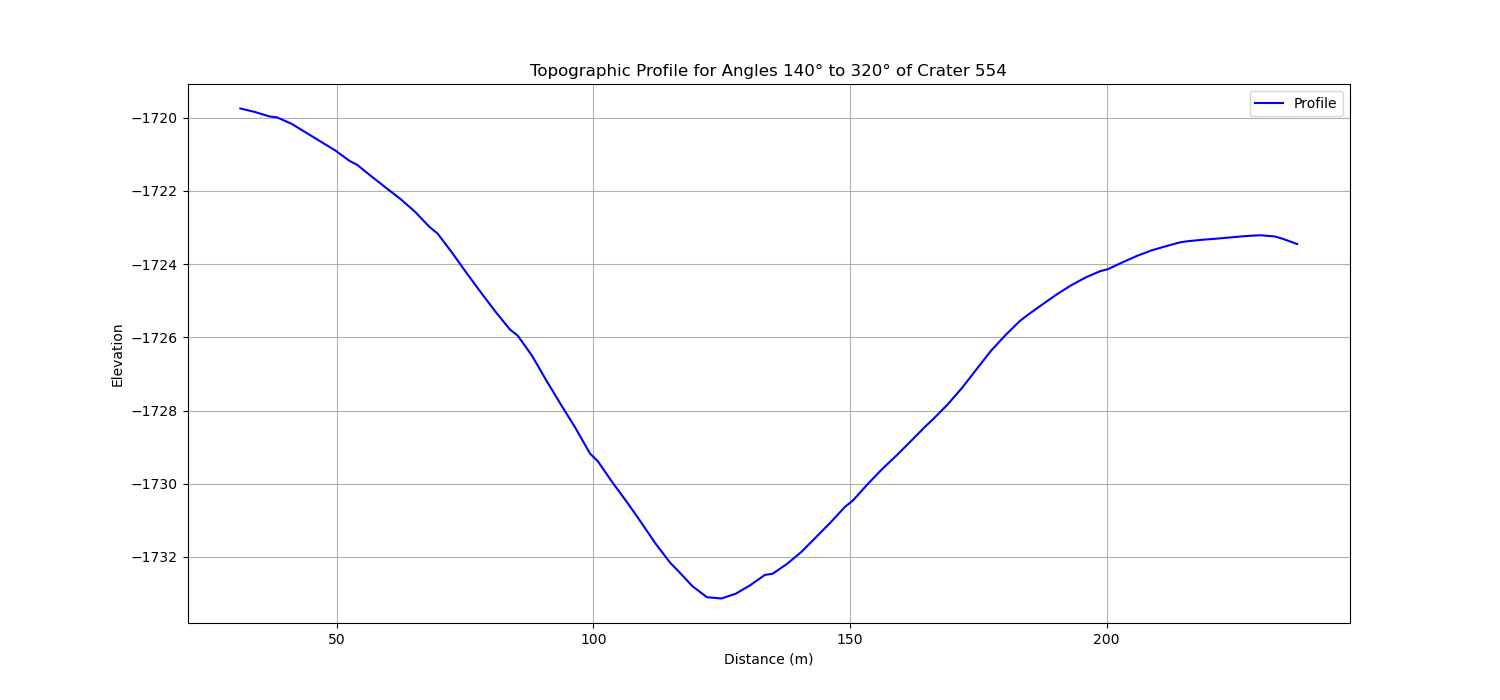 Topographic Profile for Angles 140° to 320° of Crater 554
Profile
−1720
−1722
−1724
−1726
−1728
−1730
−1732
Elevation
50
100
150
200
Distance (m)